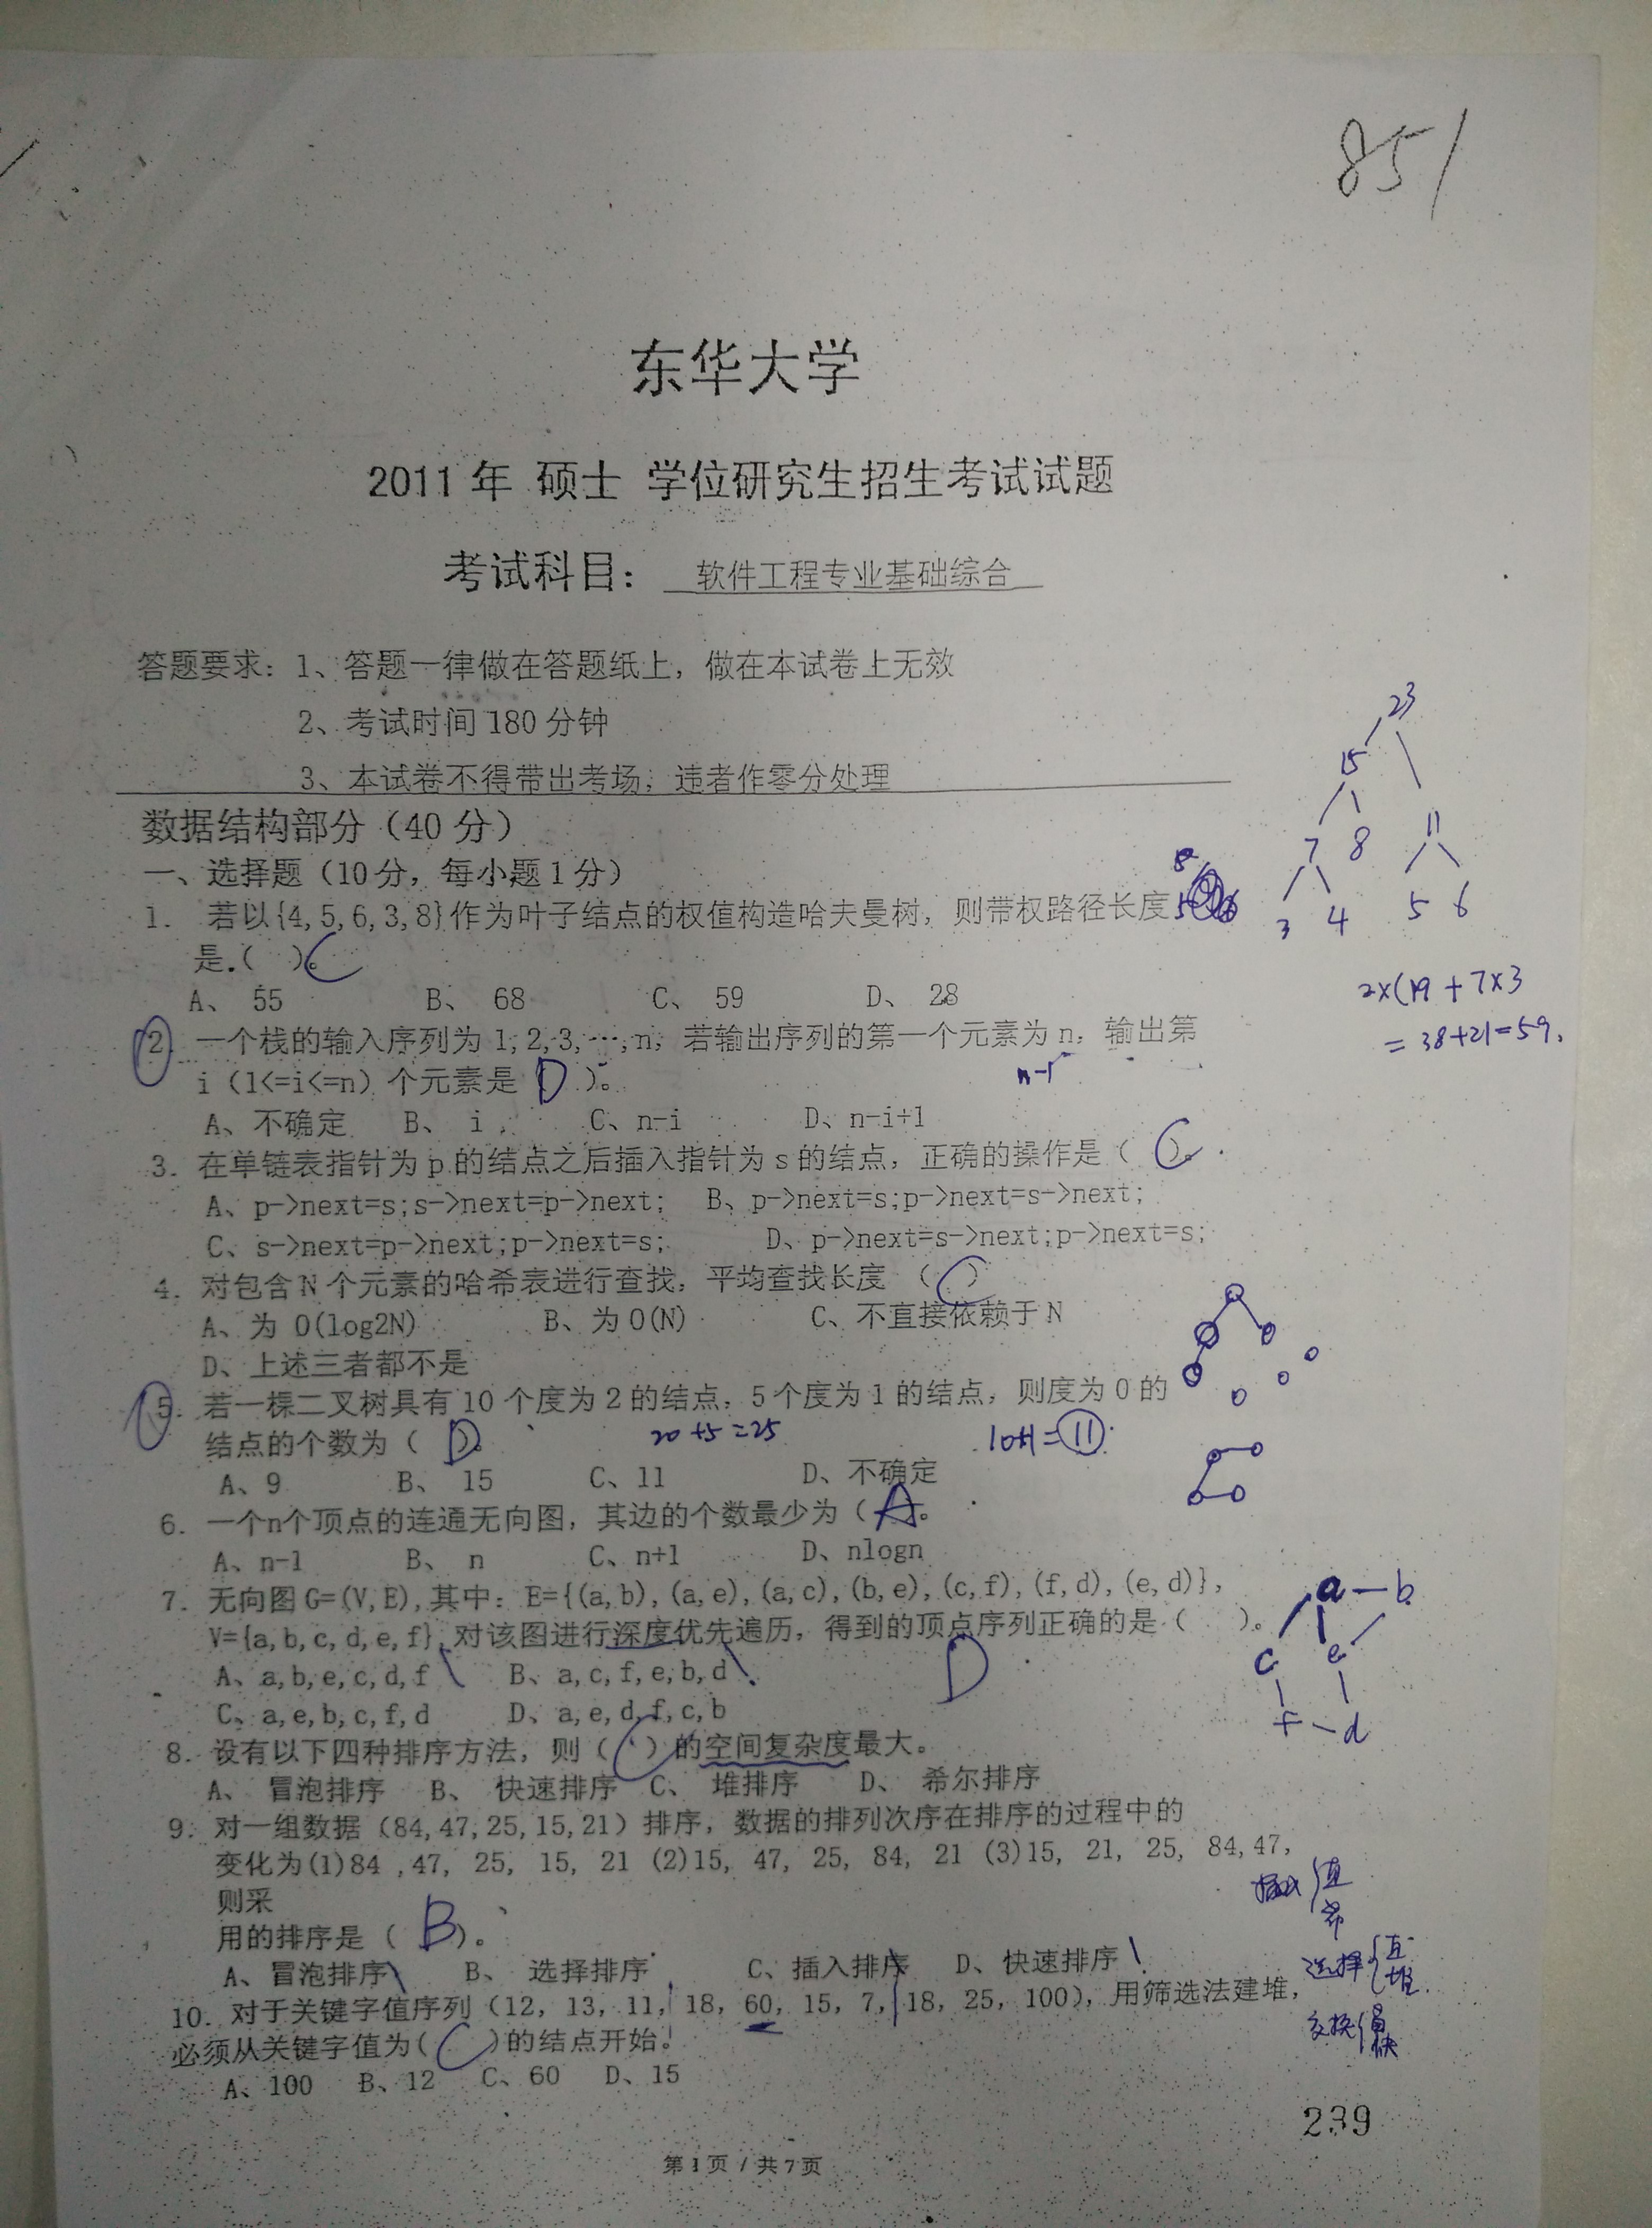 851
东华大学
2011 年 硕士 学位研究生招生考试试题
考试科目: 软件工程专业基础综合
答题要求: 1、答题一律做在答题纸上, 做在本试卷上无效
2、考试时间 180 分钟
3、本试卷不得带出考场, 违者作零分处理
数据结构部分 (40 分)
一、选择题 (10 分, 每小题 1 分)
1. 若以{4,5,6,3,8}作为叶子结点的权值构造哈夫曼树, 则带权路径长度
是.( C )。
A、 55 B、 68 C、 59 D、 28
2. 一个栈的输入序列为 1,2,3,…,n, 若输出序列的第一个元素为 n, 输出第
n-1
i (1<=i<=n) 个元素是 ( D )。
A、不确定 B、 i C、n-i D、n-i+1
3. 在单链表指针为 p 的结点之后插入指针为 s 的结点, 正确的操作是 ( C )。
A、p->next=s;s->next=p->next; B、p->next=s;p->next=s->next;
C、s->next=p->next;p->next=s; D、p->next=s->next;p->next=s;
4. 对包含 N 个元素的哈希表进行查找, 平均查找长度 ( C )
A、为 O(log2N) B、为 O(N) C、不直接依赖于 N
D、上述三者都不是
5. 若一棵二叉树具有 10 个度为 2 的结点, 5 个度为 1 的结点, 则度为 0 的
结点的个数为 ( D )。 20+5=25 10+1=11
A、9 B、 15 C、11 D、不确定
6. 一个n个顶点的连通无向图, 其边的个数最少为 ( A )。
A、n-1 B、 n C、n+1 D、nlogn
7. 无向图 G=(V,E),其中: E={(a,b),(a,e),(a,c),(b,e),(c,f),(f,d),(e,d)},
V={a,b,c,d,e,f},对该图进行深度优先遍历, 得到的顶点序列正确的是 ( )。
D
A、a,b,e,c,d,f B、a,c,f,e,b,d
C、a,e,b,c,f,d D、a,e,d,f,c,b
8. 设有以下四种排序方法, 则 ( C ) 的空间复杂度最大。
A、 冒泡排序 B、 快速排序 C、 堆排序 D、 希尔排序
9. 对一组数据 (84,47,25,15,21) 排序, 数据的排列次序在排序的过程中的
变化为(1)84 ,47, 25, 15, 21 (2)15, 47, 25, 84, 21 (3)15, 21, 25, 84,47,
则采
用的排序是 ( B )。
A、冒泡排序 B、 选择排序 C、插入排序 D、快速排序
10. 对于关键字值序列 (12, 13, 11, 18, 60, 15, 7, 18, 25, 100), 用筛选法建堆,
必须从关键字值为( C )的结点开始。
A、100 B、12 C、60 D、15
23
15
11
7 8
5 6
3 4
2×(19+7×3
=38+21=59.
a—b
c e
f—d
直
希
选择 直
堆
交换
快
239
第 1 页 / 共 7 页